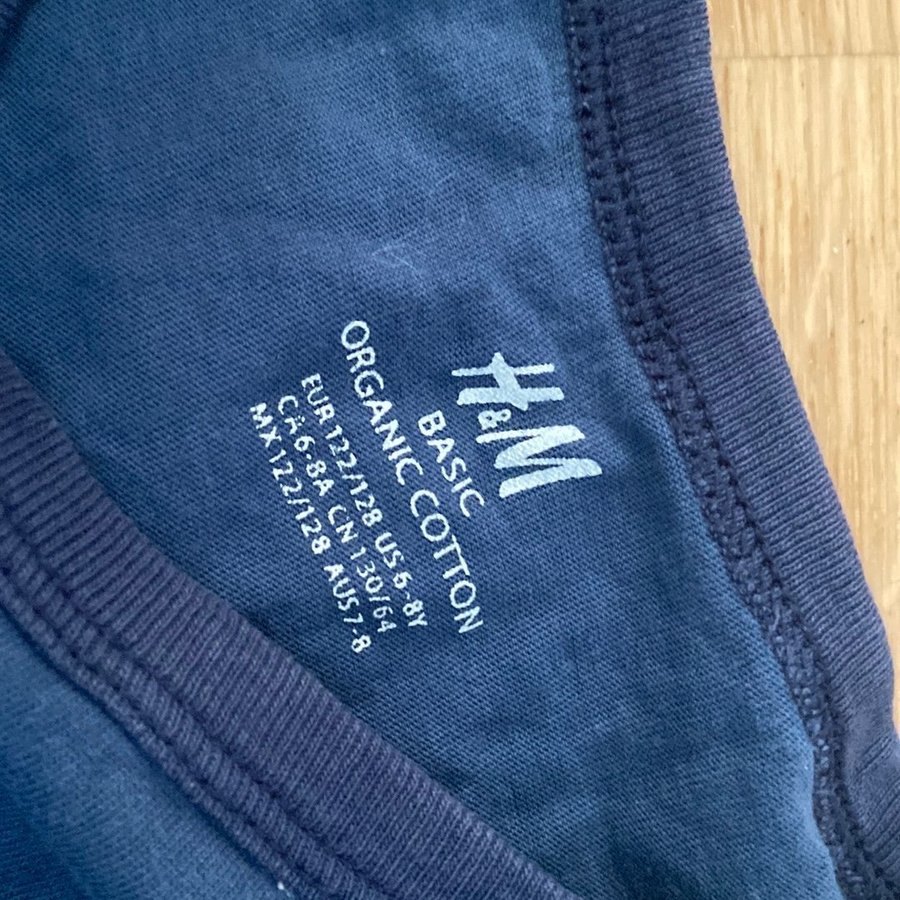 H&M
BASIC
ORGANIC COTTON
EUR 122/128 US 6-8Y
CA 6-8A CN 130/64
MX 122/128 AUS 7-8